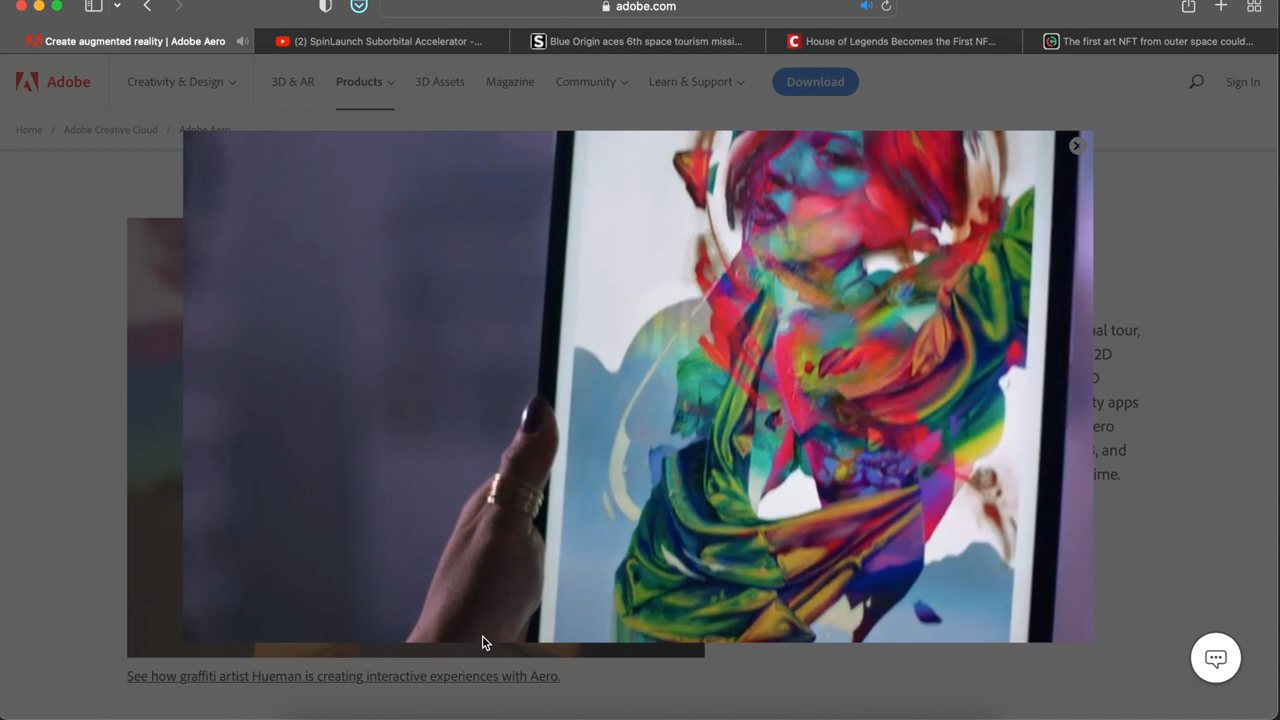 adobe.com
Create augmented reality | Adobe Aero
(2) SpinLaunch Suborbital Accelerator -...
Blue Origin aces 6th space tourism missi...
House of Legends Becomes the First NF...
The first art NFT from outer space could...
Adobe
Creativity & Design
3D & AR
Products
3D Assets
Magazine
Community
Learn & Support
Download
Sign In
Home / Adobe Creative Cloud / Adobe Aero
ual tour,
2D
D
ty apps
ero
s, and
ime.
See how graffiti artist Hueman is creating interactive experiences with Aero.